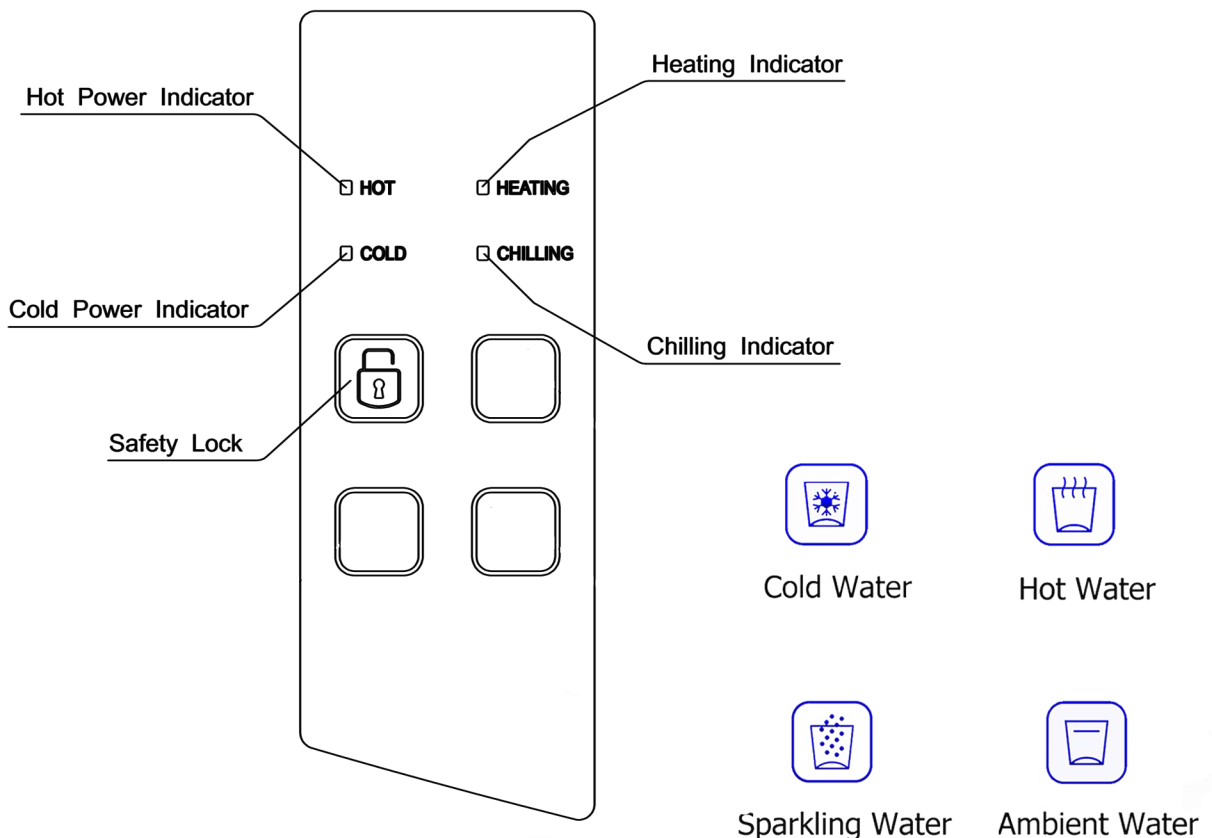 Heating Indicator
Hot Power Indicator
HOT
HEATING
COLD
CHILLING
Cold Power Indicator
Chilling Indicator
Safety Lock
Cold Water
Hot Water
Sparkling Water
Ambient Water